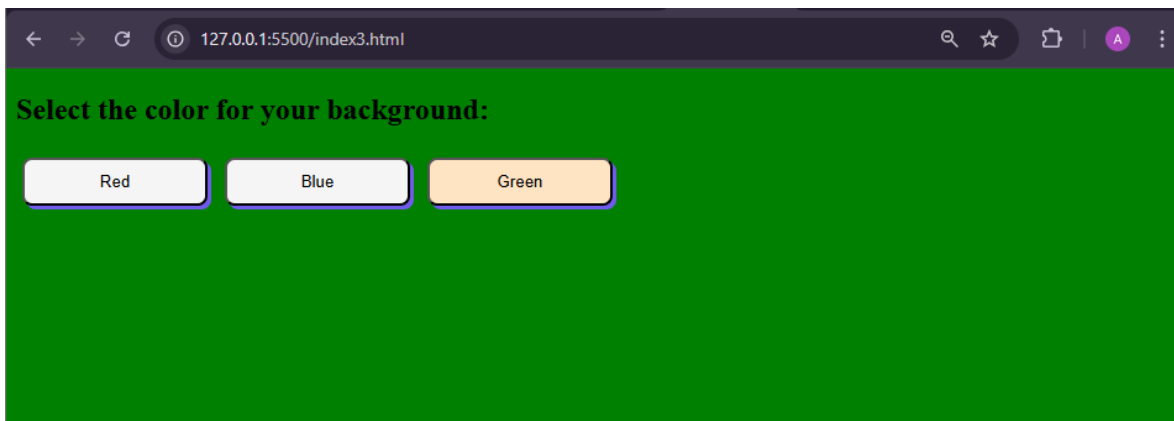 127.0.0.1:5500/index3.html
A
Select the color for your background:
Red
Blue
Green